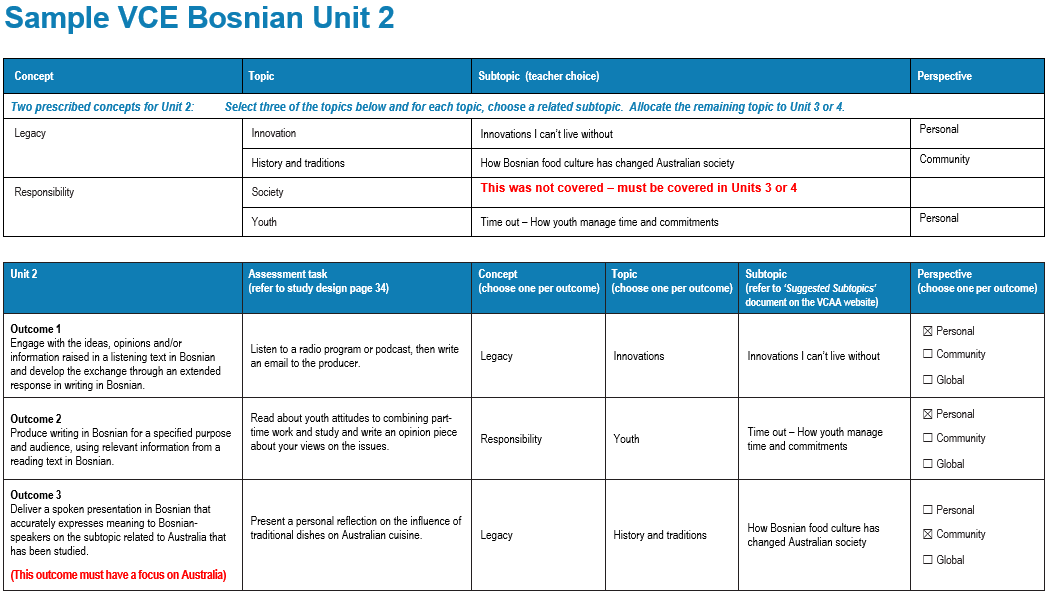 Sample VCE Bosnian Unit 2
Concept
Topic
Subtopic (teacher choice)
Perspective
Two prescribed concepts for Unit 2: Select three of the topics below and for each topic, choose a related subtopic. Allocate the remaining topic to Unit 3 or 4.
Legacy
Innovation
Innovations I can't live without
Personal
History and traditions
How Bosnian food culture has changed Australian society
Community
Responsibility
Society
This was not covered – must be covered in Units 3 or 4
Youth
Time out – How youth manage time and commitments
Personal
Unit 2
Assessment task
(refer to study design page 34)
Concept
(choose one per outcome)
Topic
(choose one per outcome)
Subtopic
(refer to 'Suggested Subtopics'
document on the VCAA website)
Perspective
(choose one per outcome)
Outcome 1
Engage with the ideas, opinions and/or
information raised in a listening text in Bosnian
and develop the exchange through an extended
response in writing in Bosnian.
Listen to a radio program or podcast, then write
an email to the producer.
Legacy
Innovations
Innovations I can't live without
☒ Personal
☐ Community
☐ Global
Outcome 2
Produce writing in Bosnian for a specified purpose
and audience, using relevant information from a
reading text in Bosnian.
Read about youth attitudes to combining part-
time work and study and write an opinion piece
about your views on the issues.
Responsibility
Youth
Time out – How youth manage
time and commitments
☒ Personal
☐ Community
☐ Global
Outcome 3
Deliver a spoken presentation in Bosnian that
accurately expresses meaning to Bosnian-
speakers on the subtopic related to Australia that
has been studied.
(This outcome must have a focus on Australia)
Present a personal reflection on the influence of
traditional dishes on Australian cuisine.
Legacy
History and traditions
How Bosnian food culture has
changed Australian society
☐ Personal
☒ Community
☐ Global